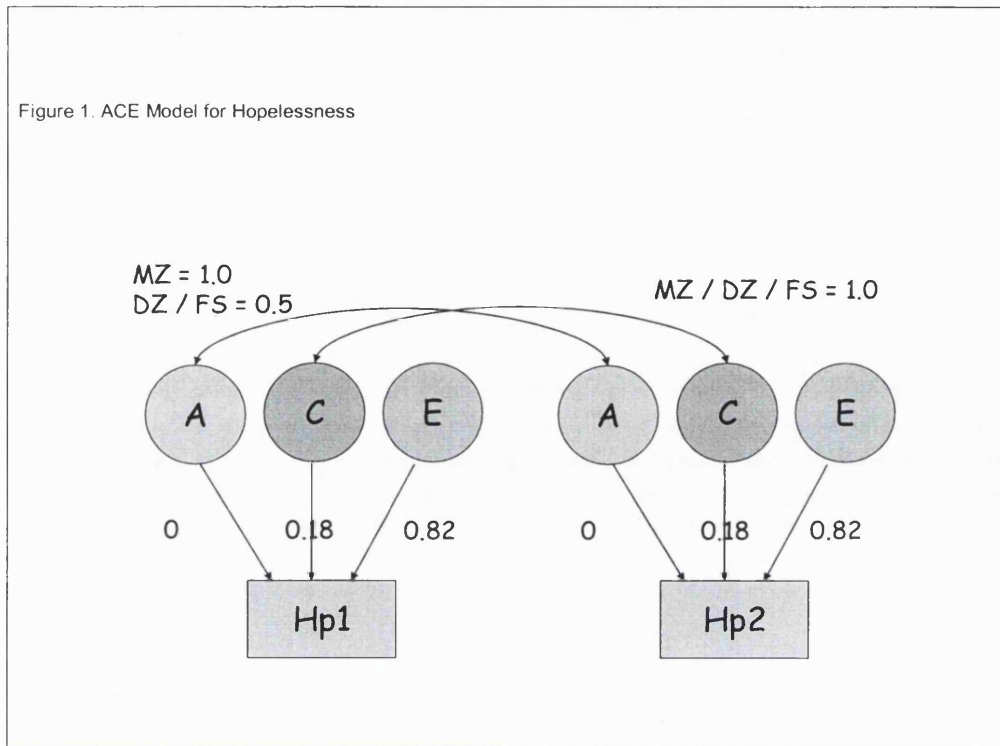 Figure 1. ACE Model for Hopelessness
MZ = 1.0
DZ / FS = 0.5
MZ / DZ / FS = 1.0
A C E A C E
0 0.18 0.82 0 0.18 0.82
Hp1 Hp2